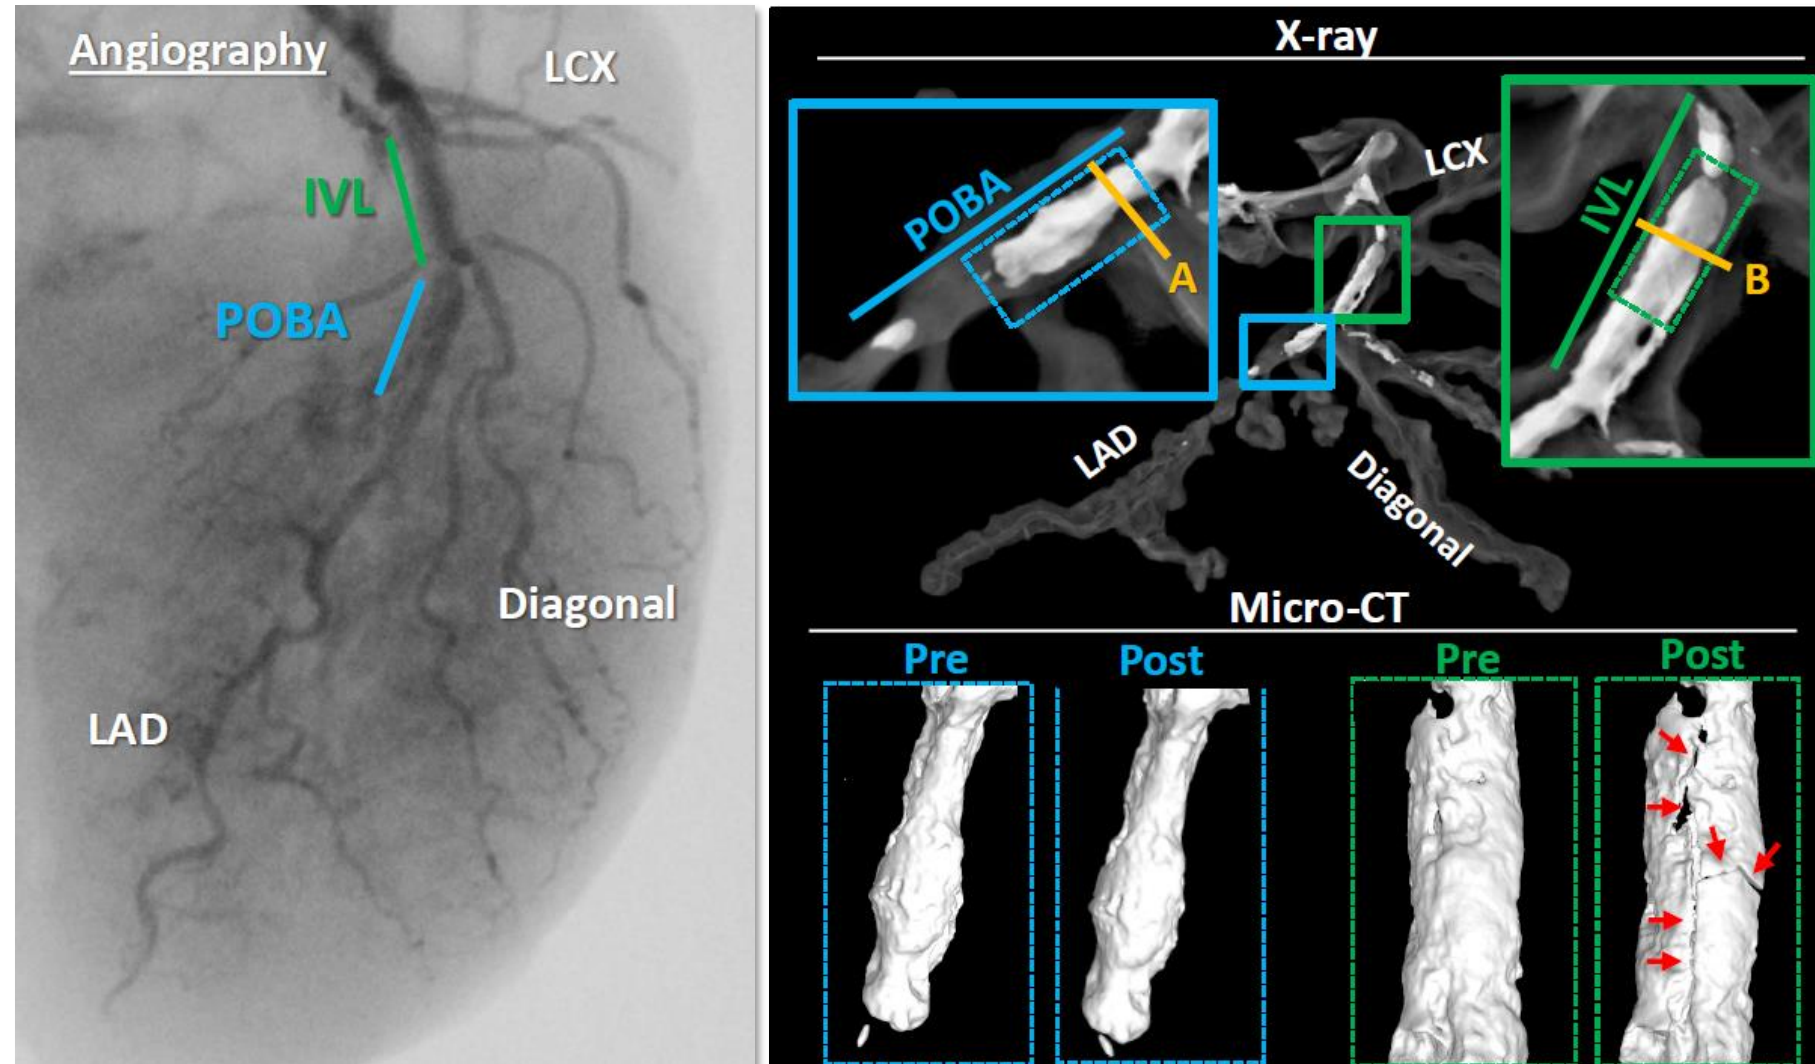 Angiography
LCX
IVL
POBA
Diagonal
LAD
X-ray
POBA
A
LCX
IVL
B
LAD
Diagonal
Micro-CT
Pre
Post
Pre
Post